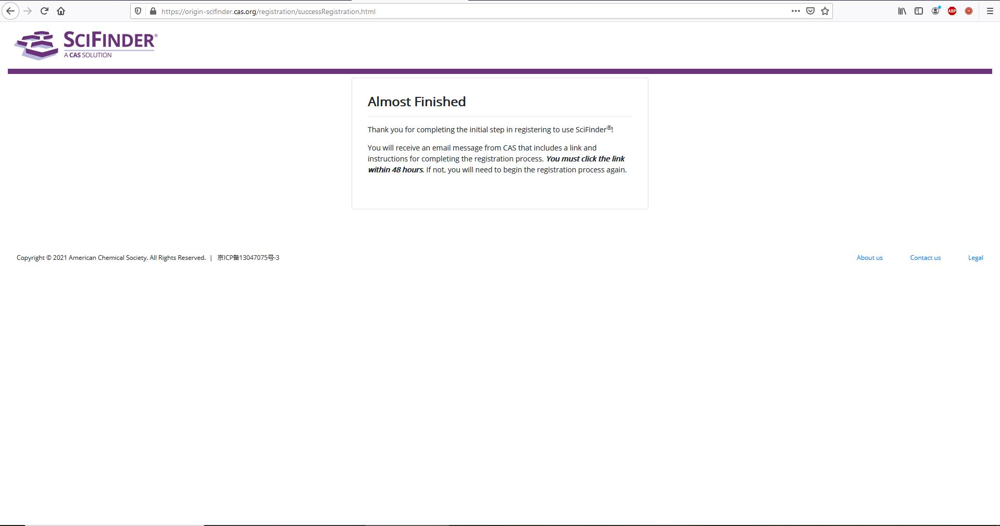 https://origin-scifinder.cas.org/registration/successRegistration.html
ABP
SCIFINDER®
A CAS SOLUTION
Almost Finished
Thank you for completing the initial step in registering to use SciFinder®!
You will receive an email message from CAS that includes a link and
instructions for completing the registration process. You must click the link
within 48 hours. If not, you will need to begin the registration process again.
Copyright © 2021 American Chemical Society. All Rights Reserved. | 京ICP备13047075号-3
About us Contact us Legal